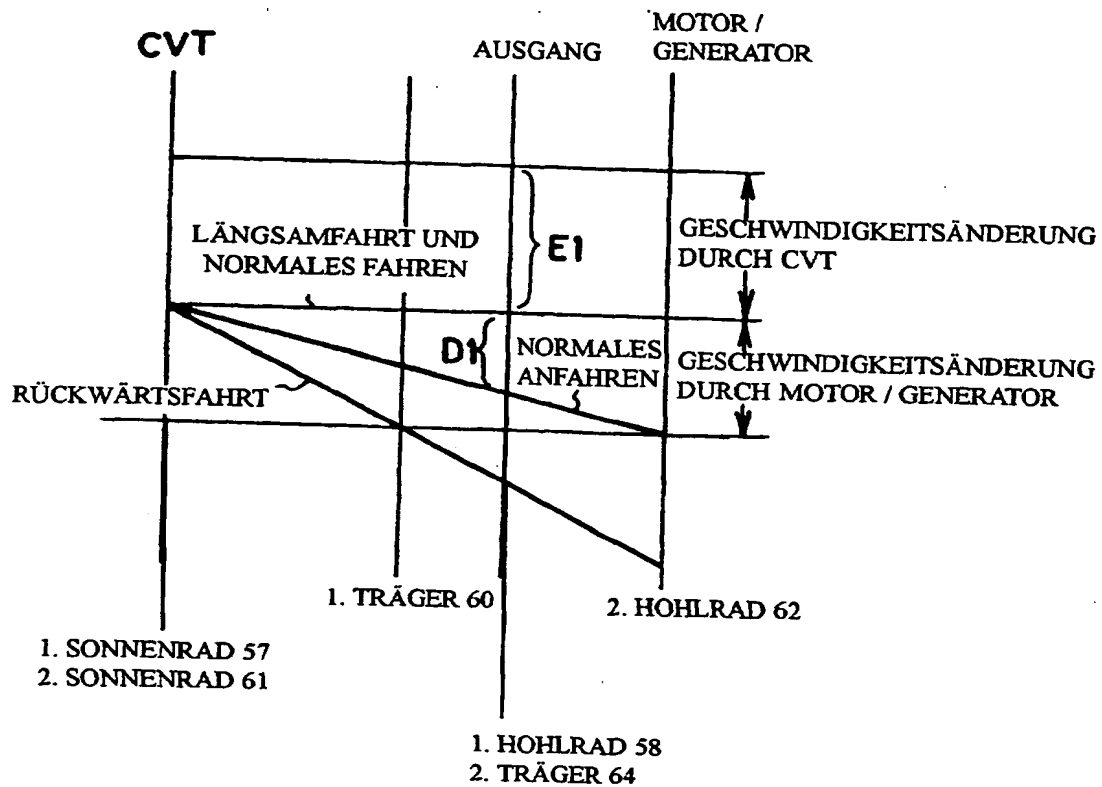 CVT
AUSGANG
MOTOR /
GENERATOR
LÄNGSAMFAHRT UND
NORMALES FAHREN
E1
GESCHWINDIGKEITSÄNDERUNG
DURCH CVT
D1
NORMALES
ANFAHREN
GESCHWINDIGKEITSÄNDERUNG
DURCH MOTOR / GENERATOR
RÜCKWÄRTSFAHRT
1. TRÄGER 60
2. HOHLRAD 62
1. SONNENRAD 57
2. SONNENRAD 61
1. HOHLRAD 58
2. TRÄGER 64